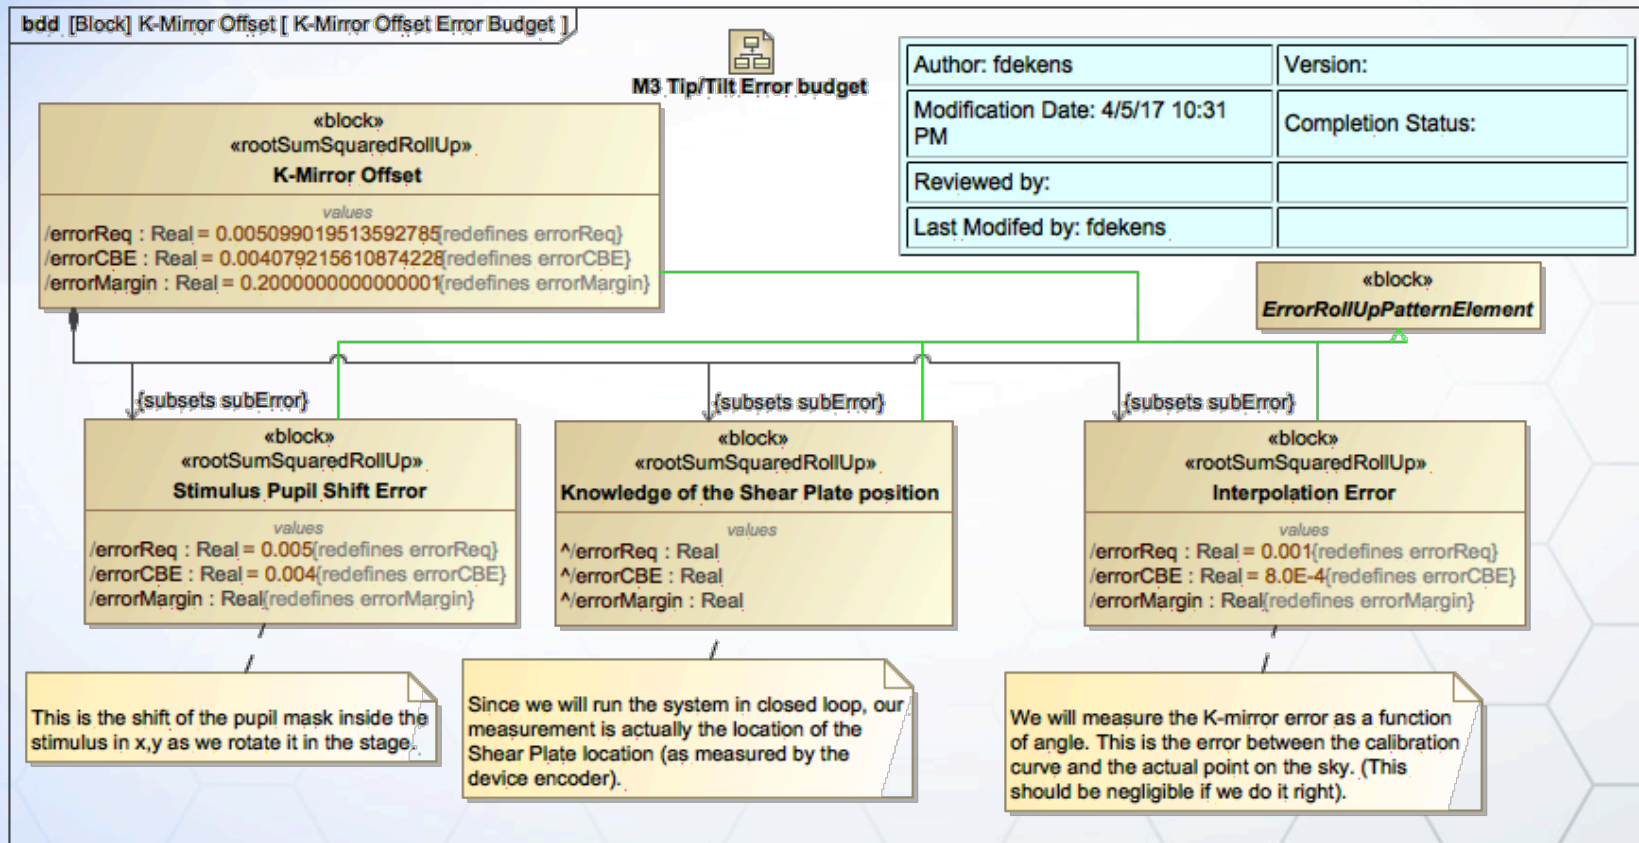 bdd [Block] K-Mirror Offset [ K-Mirror Offset Error Budget ]
M3 Tip/Tilt Error budget
Author: fdekens
Version:
Modification Date: 4/5/17 10:31
PM
Completion Status:
Reviewed by:
Last Modifed by: fdekens
«block»
«rootSumSquaredRollUp»
K-Mirror Offset
values
/errorReq : Real = 0.005099019513592785{redefines errorReq}
/errorCBE : Real = 0.004079215610874228{redefines errorCBE}
/errorMargin : Real = 0.2000000000000001{redefines errorMargin}
«block»
ErrorRollUpPatternElement
{subsets subError}
{subsets subError}
{subsets subError}
«block»
«rootSumSquaredRollUp»
Stimulus Pupil Shift Error
values
/errorReq : Real = 0.005{redefines errorReq}
/errorCBE : Real = 0.004{redefines errorCBE}
/errorMargin : Real{redefines errorMargin}
«block»
«rootSumSquaredRollUp»
Knowledge of the Shear Plate position
values
^/errorReq : Real
^/errorCBE : Real
^/errorMargin : Real
«block»
«rootSumSquaredRollUp»
Interpolation Error
values
/errorReq : Real = 0.001{redefines errorReq}
/errorCBE : Real = 8.0E-4{redefines errorCBE}
/errorMargin : Real{redefines errorMargin}
This is the shift of the pupil mask inside the
stimulus in x,y as we rotate it in the stage.
Since we will run the system in closed loop, our
measurement is actually the location of the
Shear Plate location (as measured by the
device encoder).
We will measure the K-mirror error as a function
of angle. This is the error between the calibration
curve and the actual point on the sky. (This
should be negligible if we do it right).